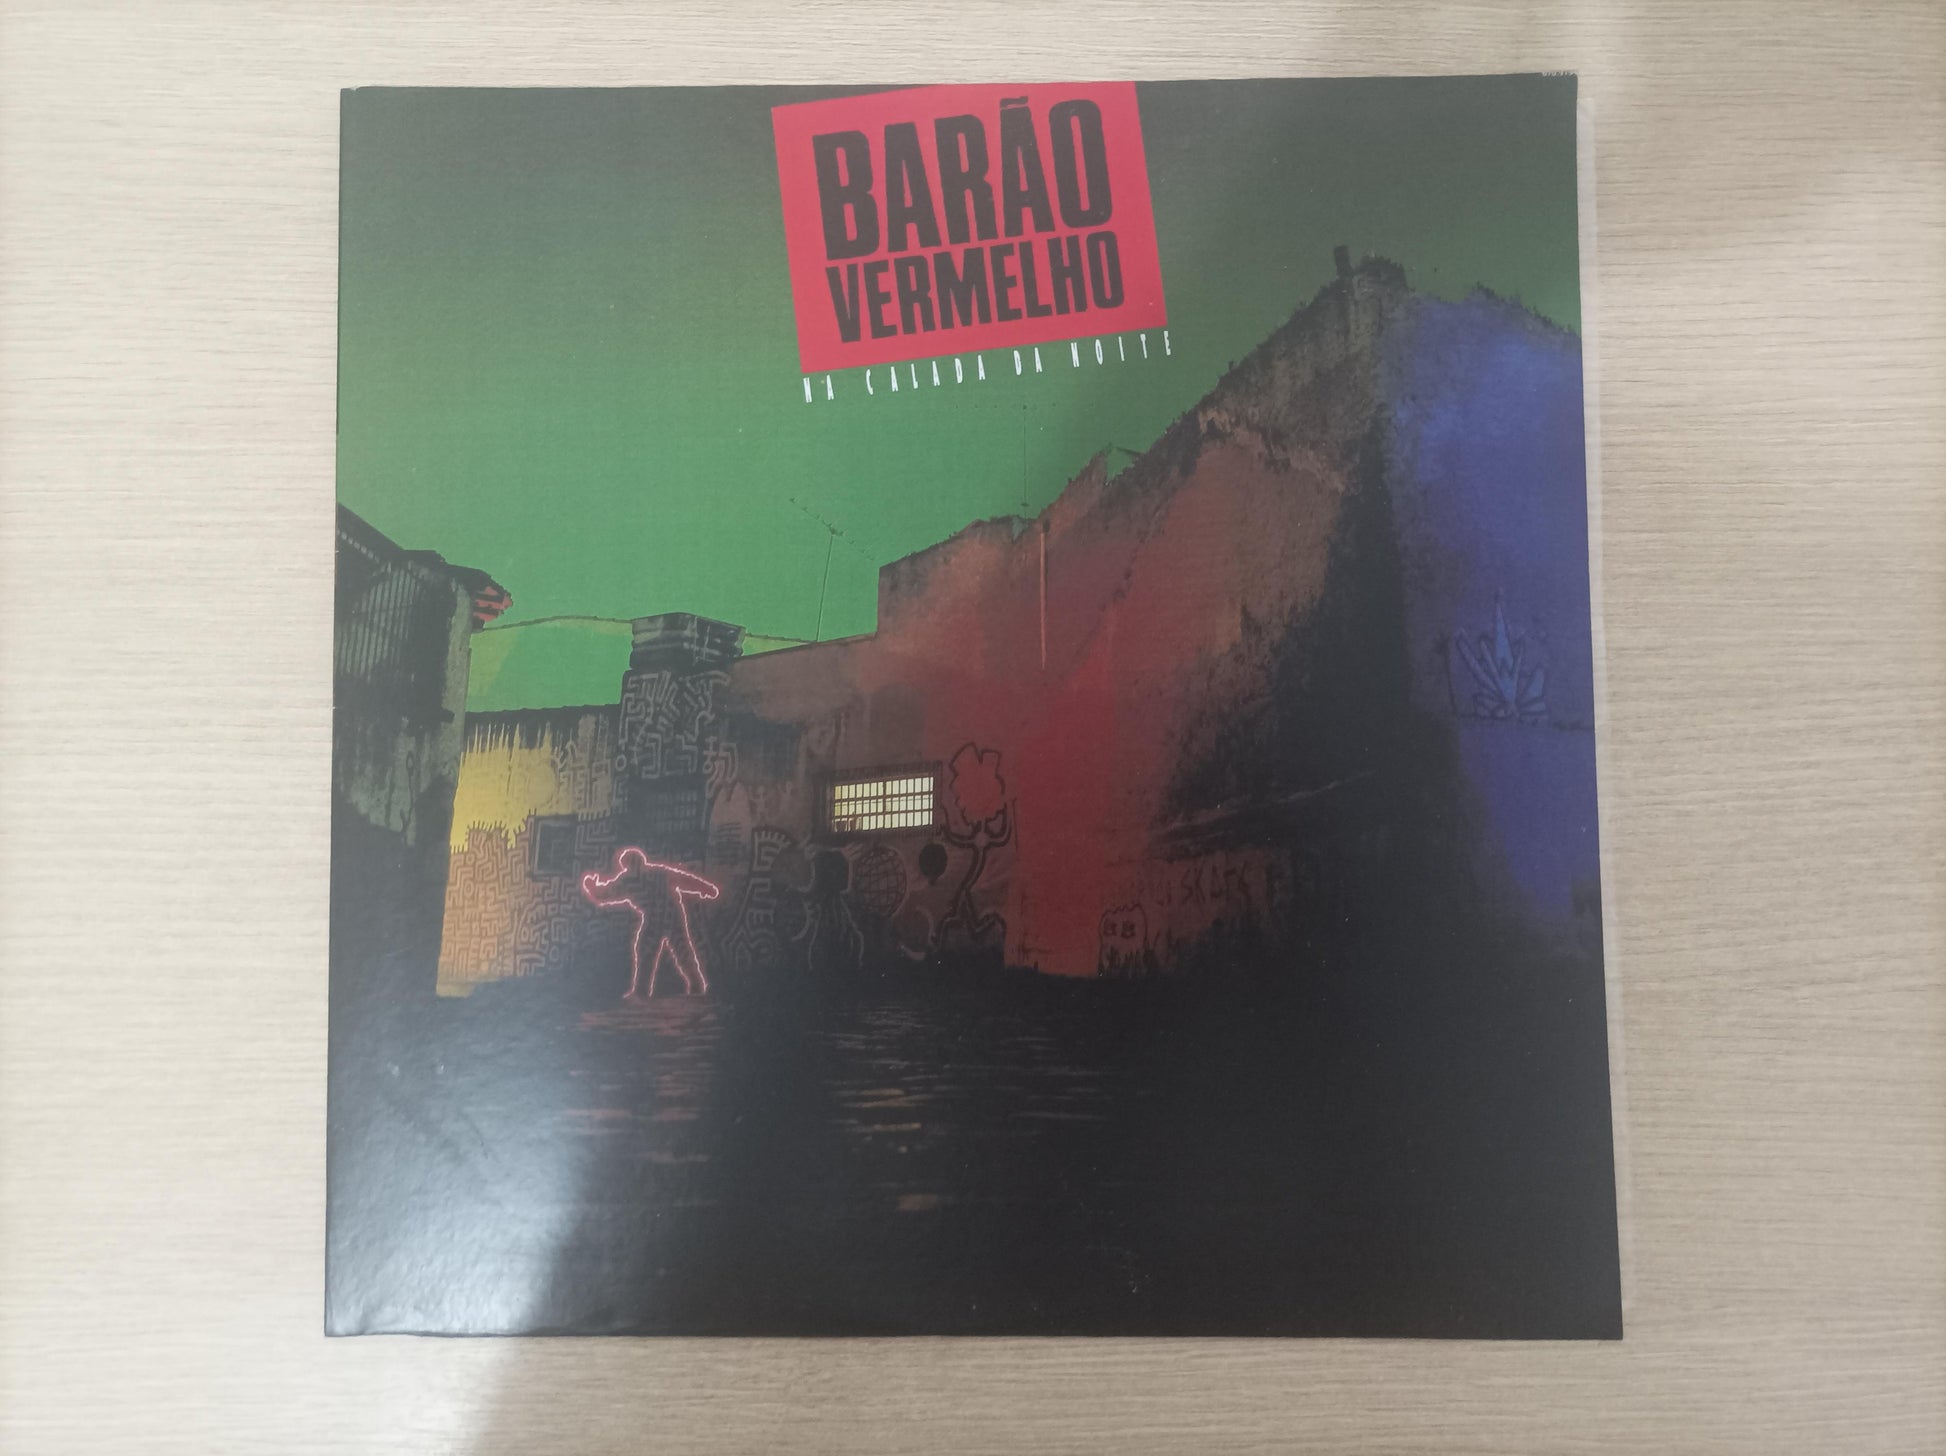 BARÃO
VERMELHO
NA CALADA DA NOITE